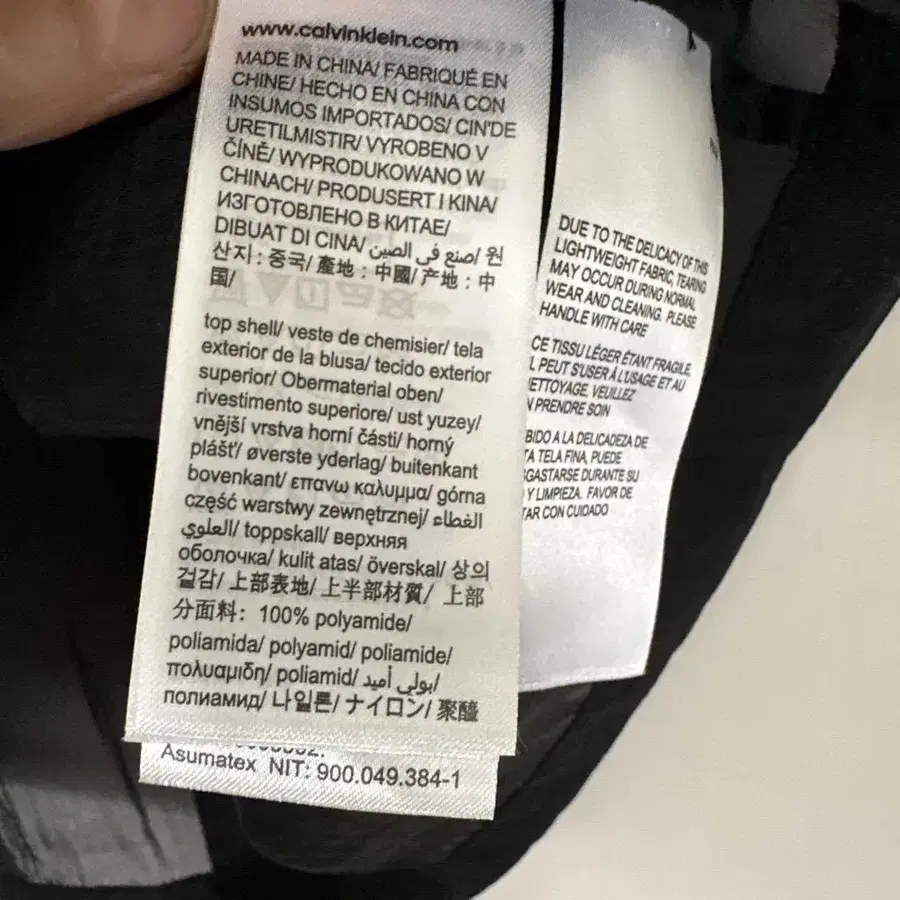 www.calvinklein.com
MADE IN CHINA/ FABRIQUÉ EN
CHINE/ HECHO EN CHINA CON
INSUMOS IMPORTADOS/ CIN'DE
URETILMISTIR/ VYROBENO V
ČÍNĚ/ WYPRODUKOWANO W
CHINACH/ PRODUSERT I KINA/
ИЗГОТОВЛЕНО В КИТАЕ/
DIBUAT DI CINA/ اصنع في الصين/ 원
산지 : 중국/ 產地 : 中國/ 产地 : 中
国/
top shell/ veste de chemisier/ tela
exterior de la blusa/ tecido exterior
superior/ Obermaterial oben/
rivestimento superiore/ ust yuzey/
vnější vrstva horní části/ horný
plášť/ øverste yderlag/ buitenkant
bovenkant/ επανω καλυμμα/ górna
część warstwy zewnętrznej/ الغطاء
العلوي/ toppskall/ верхняя
оболочка/ kulit atas/ överskal/ 상의
겉감/ 上部表地/ 上半部材質/ 上部
分面料: 100% polyamide/
poliamida/ polyamid/ poliamide/
πολυαμιδη/ poliamid/ بولي أميد/
полиамид/ 나일론/ ナイロン/ 聚醯
Asumatex NIT: 900.049.384-1
DUE TO THE DELICACY OF THIS
LIGHTWEIGHT FABRIC, TEARING
MAY OCCUR DURING NORMAL
WEAR AND CLEANING. PLEASE
HANDLE WITH CARE
CE TISSU LÉGER ÉTANT FRAGILE,
L PEUT S'USER À L'USAGE ET AU
ETTOYAGE, VEUILLEZ
N PRENDRE SOIN
BIDO A LA DELICADEZA DE
TA TELA FINA, PUEDE
GASTARSE DURANTE SU
Y LIMPIEZA. FAVOR DE
TAR CON CUIDADO